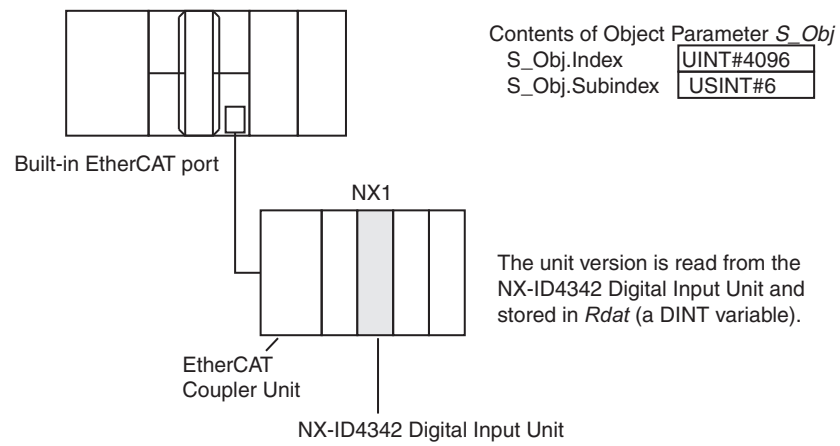 Contents of Object Parameter S_Obj
S_Obj.Index UINT#4096
S_Obj.Subindex USINT#6
Built-in EtherCAT port
NX1
The unit version is read from the
NX-ID4342 Digital Input Unit and
stored in Rdat (a DINT variable).
EtherCAT
Coupler Unit
NX-ID4342 Digital Input Unit